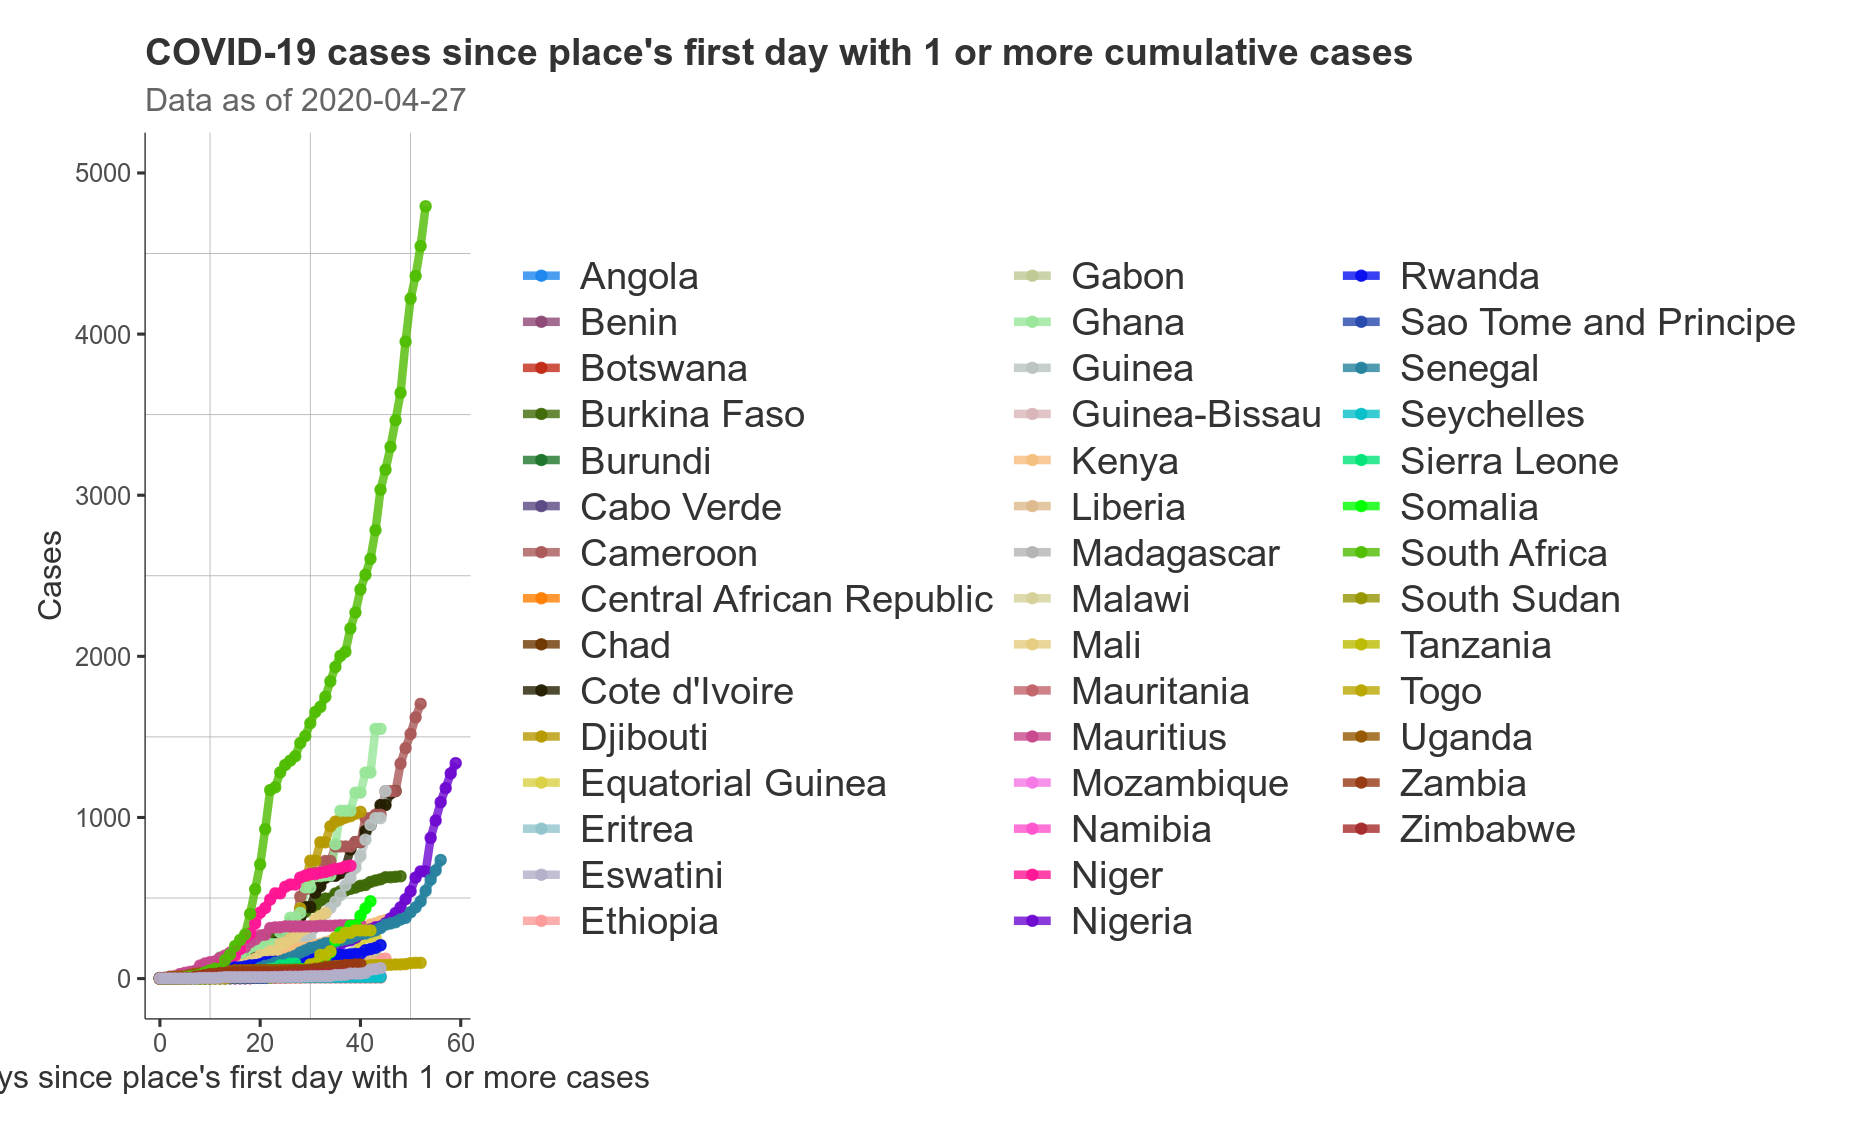 COVID-19 cases since place's first day with 1 or more cumulative cases
Data as of 2020-04-27
5000
4000
3000
2000
1000
0
Cases
0 20 40 60
ys since place's first day with 1 or more cases
Angola
Benin
Botswana
Burkina Faso
Burundi
Cabo Verde
Cameroon
Central African Republic
Chad
Cote d'Ivoire
Djibouti
Equatorial Guinea
Eritrea
Eswatini
Ethiopia
Gabon
Ghana
Guinea
Guinea-Bissau
Kenya
Liberia
Madagascar
Malawi
Mali
Mauritania
Mauritius
Mozambique
Namibia
Niger
Nigeria
Rwanda
Sao Tome and Principe
Senegal
Seychelles
Sierra Leone
Somalia
South Africa
South Sudan
Tanzania
Togo
Uganda
Zambia
Zimbabwe